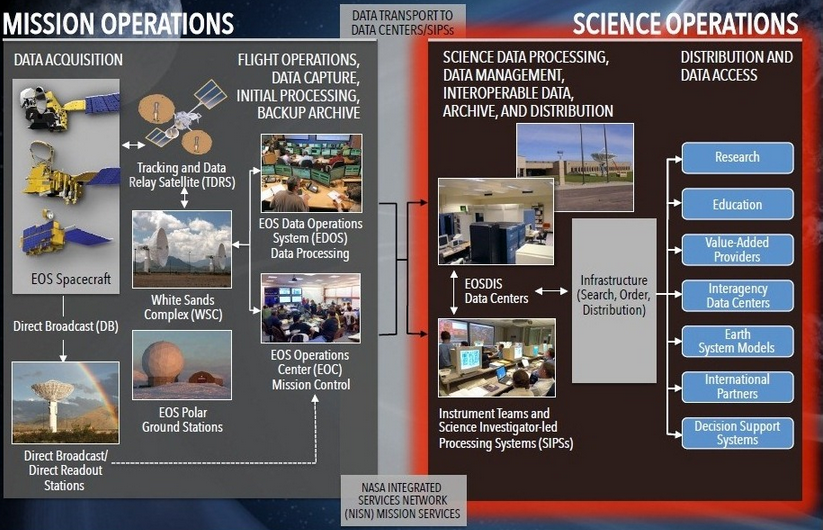 MISSION OPERATIONS
DATA TRANSPORT TO
DATA CENTERS/SIPs
SCIENCE OPERATIONS
DATA ACQUISITION
FLIGHT OPERATIONS,
DATA CAPTURE,
INITIAL PROCESSING,
BACKUP ARCHIVE
SCIENCE DATA PROCESSING,
DATA MANAGEMENT,
INTEROPERABLE DATA,
ARCHIVE, AND DISTRIBUTION
DISTRIBUTION AND
DATA ACCESS
EOS Spacecraft
Tracking and Data
Relay Satellite (TDRS)
White Sands
Complex (WSC)
EOS Polar
Ground Stations
Direct Broadcast (DB)
Direct Broadcast/
Direct Readout
Stations
EOS Data Operations
System (EDOS)
Data Processing
EOS Operations
Center (EOC)
Mission Control
EOSDIS
Data Centers
Instrument Teams and
Science Investigator-led
Processing Systems (SIPSs)
Infrastructure
(Search, Order,
Distribution)
Research
Education
Value-Added
Providers
Interagency
Data Centers
Earth
System Models
International
Partners
Decision Support
Systems
NASA INTEGRATED
SERVICES NETWORK
(NISN) MISSION SERVICES